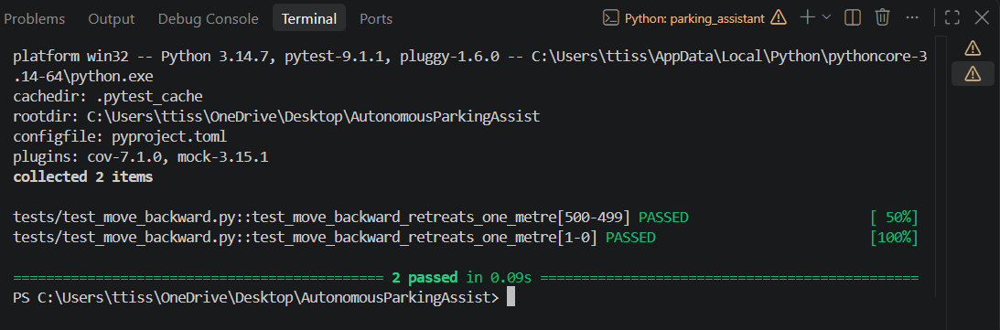 Problems Output Debug Console Terminal Ports Python: parking_assistant
platform win32 -- Python 3.14.7, pytest-9.1.1, pluggy-1.6.0 -- C:\Users\ttiss\AppData\Local\Python\pythoncore-3
.14-64\python.exe
cachedir: .pytest_cache
rootdir: C:\Users\ttiss\OneDrive\Desktop\AutonomousParkingAssist
configfile: pyproject.toml
plugins: cov-7.1.0, mock-3.15.1
collected 2 items
tests/test_move_backward.py::test_move_backward_retreats_one_metre[500-499] PASSED [ 50%]
tests/test_move_backward.py::test_move_backward_retreats_one_metre[1-0] PASSED [100%]
============================================= 2 passed in 0.09s ==============================================
PS C:\Users\ttiss\OneDrive\Desktop\AutonomousParkingAssist>